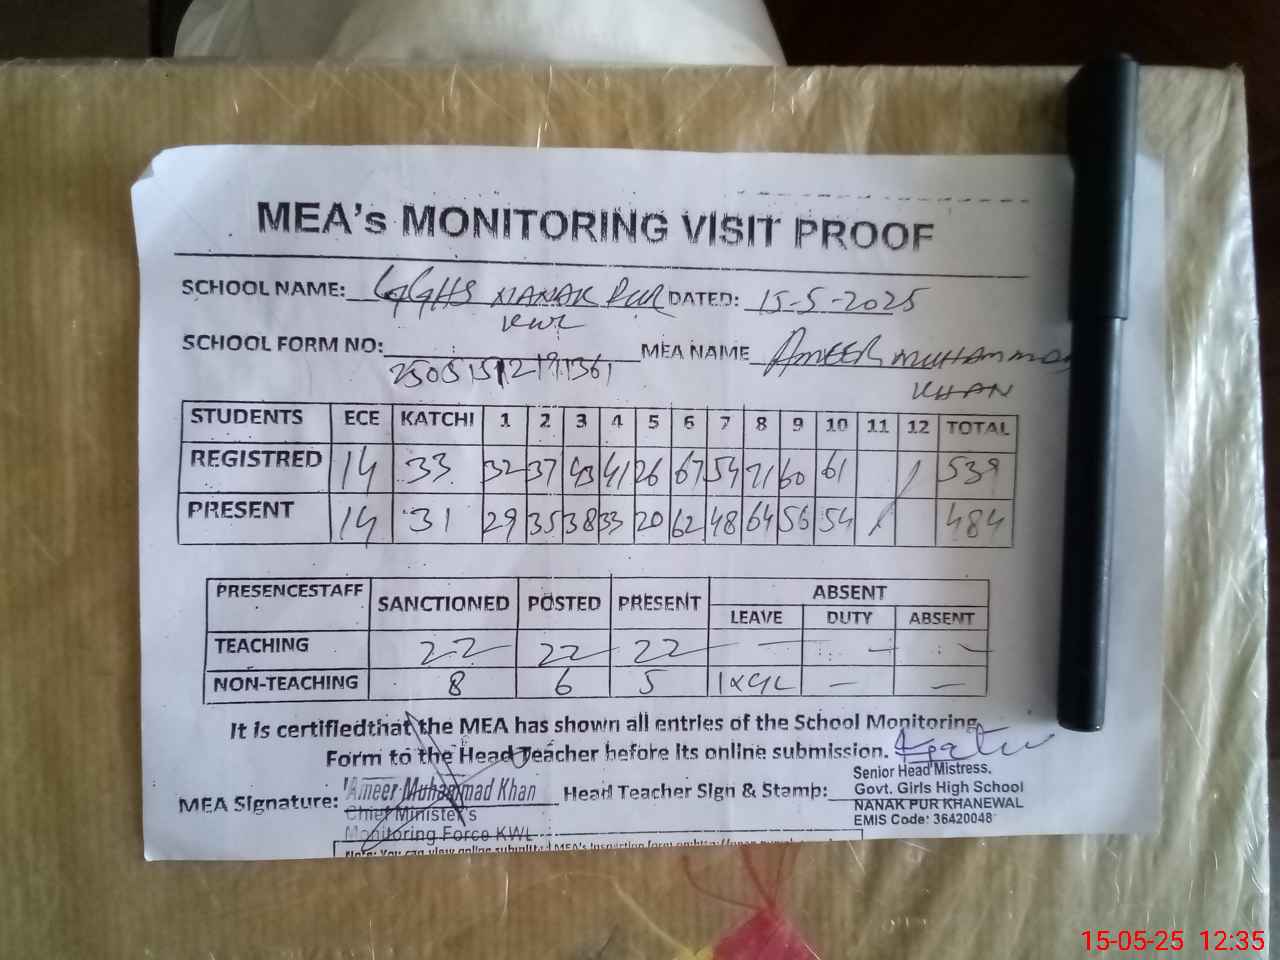 MEA's MONITORING VISIT PROOF
SCHOOL NAME: GGHS NANAK PUR DATED: 15-5-2025
KWL
SCHOOL FORM NO: MEA NAME AMEER MUHAMMAD
KHAN
STUDENTS ECE KATCHI 1 2 3 4 5 6 7 8 9 10 11 12 TOTAL
REGISTRED 14 33 32 37 43 41 26 67 54 71 60 61 / 539
PRESENT 14 31 29 35 38 33 20 62 48 64 56 54 / 484
PRESENCESTAFF SANCTIONED POSTED PRESENT ABSENT
LEAVE DUTY ABSENT
TEACHING 22 22 22 — — —
NON-TEACHING 8 6 5 — —
It is certifiedthat the MEA has shown all entries of the School Monitoring
Form to the Head Teacher before its online submission.
MEA Signature: Ameer Muhammad Khan Head Teacher Sign & Stamp:
Chief Minister's
Monitoring Force KWL
Senior Head Mistress.
Govt. Girls High School
NANAK PUR KHANEWAL
EMIS Code: 36420048
Note: You can view online
15-05-25 12:35